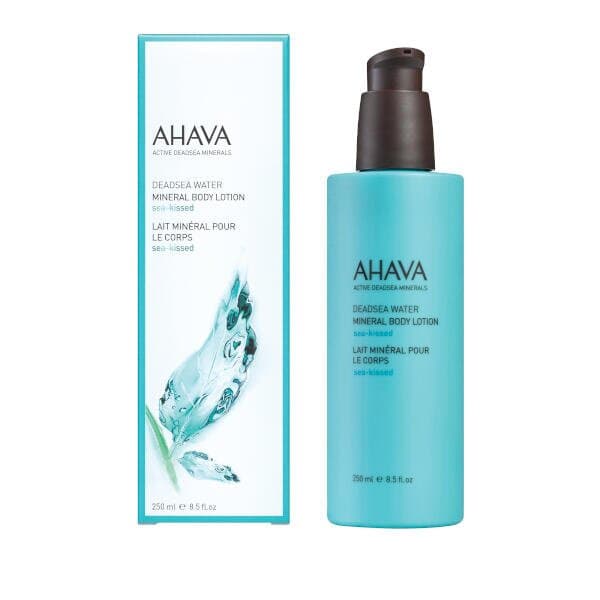 AHAVA
ACTIVE DEADSEA MINERALS
DEADSEA WATER
MINERAL BODY LOTION
sea-kissed
LAIT MINÉRAL POUR
LE CORPS
sea-kissed
250 ml ℮ 8.5 fl.oz
AHAVA
ACTIVE DEADSEA MINERALS
DEADSEA WATER
MINERAL BODY LOTION
sea-kissed
LAIT MINÉRAL POUR
LE CORPS
sea-kissed
250 ml ℮ 8.5 fl.oz